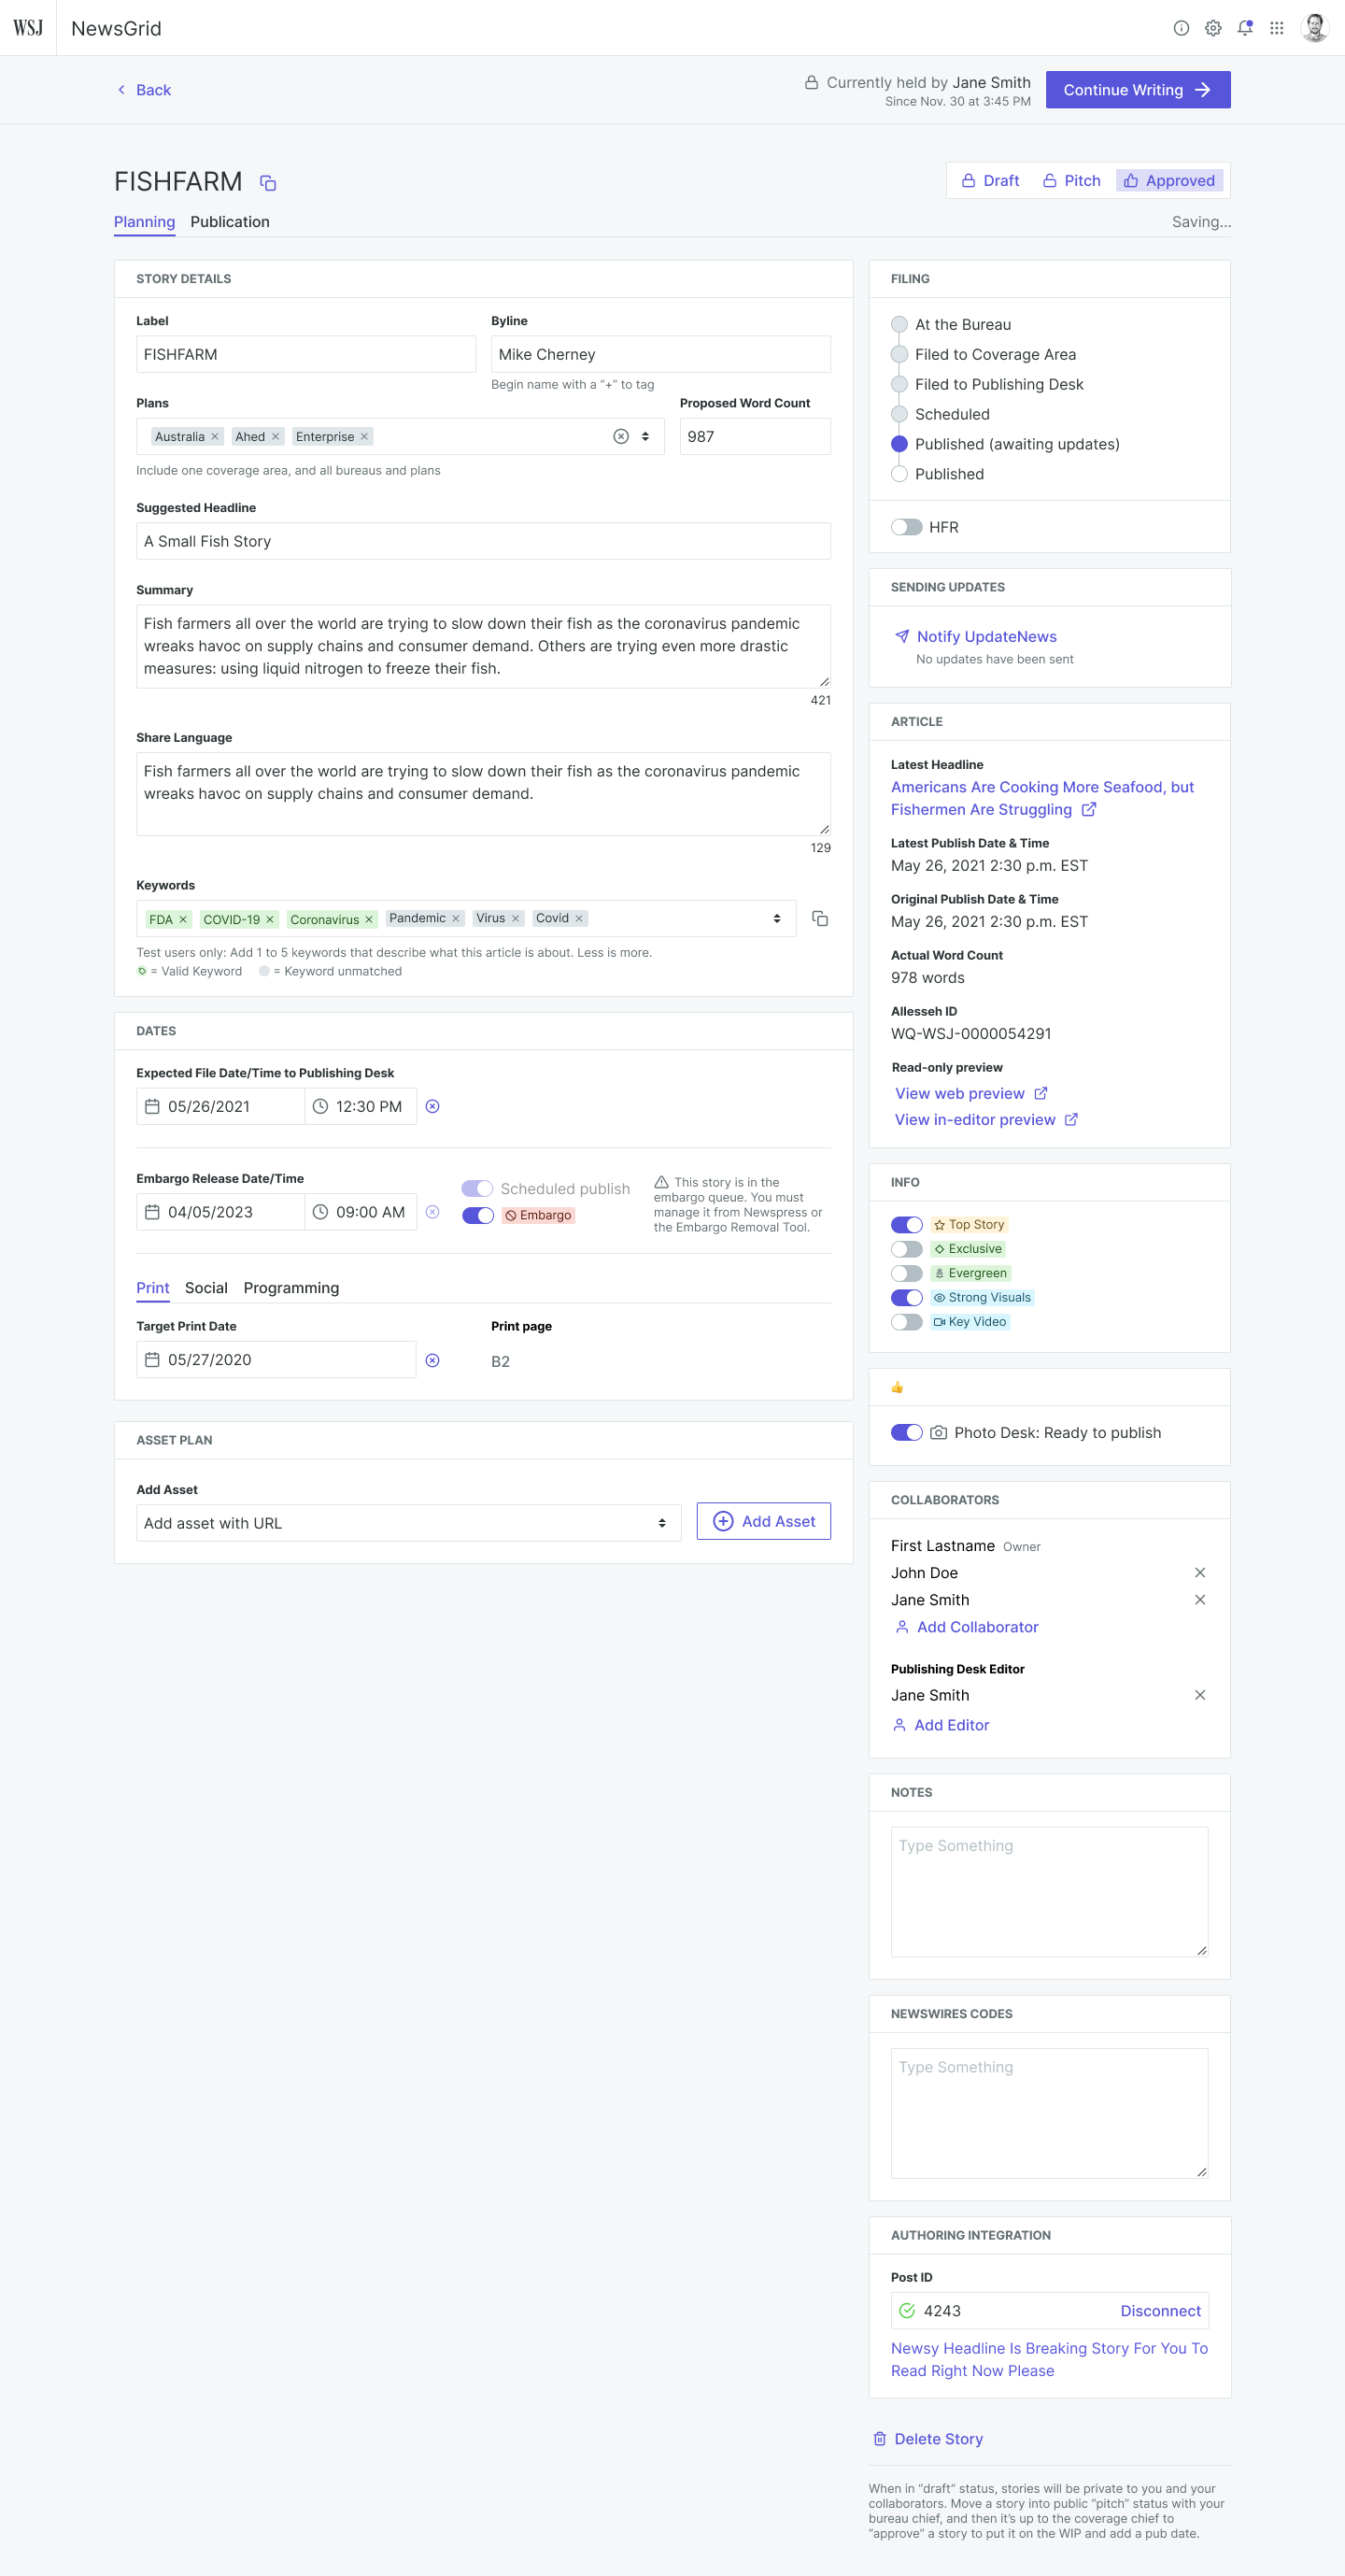 WSJ
NewsGrid
Back
Currently held by Jane Smith
Since Nov. 30 at 3:45 PM
Continue Writing
FISHFARM
Draft
Pitch
Approved
Planning
Publication
Saving...
STORY DETAILS
Label
Byline
FISHFARM
Mike Cherney
Begin name with a “+” to tag
Plans
Proposed Word Count
Australia
Ahed
Enterprise
987
Include one coverage area, and all bureaus and plans
Suggested Headline
A Small Fish Story
Summary
Fish farmers all over the world are trying to slow down their fish as the coronavirus pandemic
wreaks havoc on supply chains and consumer demand. Others are trying even more drastic
measures: using liquid nitrogen to freeze their fish.
421
Share Language
Fish farmers all over the world are trying to slow down their fish as the coronavirus pandemic
wreaks havoc on supply chains and consumer demand.
129
Keywords
FDA
COVID-19
Coronavirus
Pandemic
Virus
Covid
Test users only: Add 1 to 5 keywords that describe what this article is about. Less is more.
= Valid Keyword
= Keyword unmatched
DATES
Expected File Date/Time to Publishing Desk
05/26/2021
12:30 PM
Embargo Release Date/Time
04/05/2023
09:00 AM
Scheduled publish
Embargo
This story is in the
embargo queue. You must
manage it from Newspress or
the Embargo Removal Tool.
Print
Social
Programming
Target Print Date
Print page
05/27/2020
B2
ASSET PLAN
Add Asset
Add asset with URL
Add Asset
FILING
At the Bureau
Filed to Coverage Area
Filed to Publishing Desk
Scheduled
Published (awaiting updates)
Published
HFR
SENDING UPDATES
Notify UpdateNews
No updates have been sent
ARTICLE
Latest Headline
Americans Are Cooking More Seafood, but
Fishermen Are Struggling
Latest Publish Date & Time
May 26, 2021 2:30 p.m. EST
Original Publish Date & Time
May 26, 2021 2:30 p.m. EST
Actual Word Count
978 words
Allesseh ID
WQ-WSJ-0000054291
Read-only preview
View web preview
View in-editor preview
INFO
Top Story
Exclusive
Evergreen
Strong Visuals
Key Video
👍
Photo Desk: Ready to publish
COLLABORATORS
First Lastname Owner
John Doe
Jane Smith
Add Collaborator
Publishing Desk Editor
Jane Smith
Add Editor
NOTES
Type Something
NEWSWIRES CODES
Type Something
AUTHORING INTEGRATION
Post ID
4243
Disconnect
Newsy Headline Is Breaking Story For You To
Read Right Now Please
Delete Story
When in “draft” status, stories will be private to you and your
collaborators. Move a story into public “pitch” status with your
bureau chief, and then it’s up to the coverage chief to
“approve” a story to put it on the WIP and add a pub date.